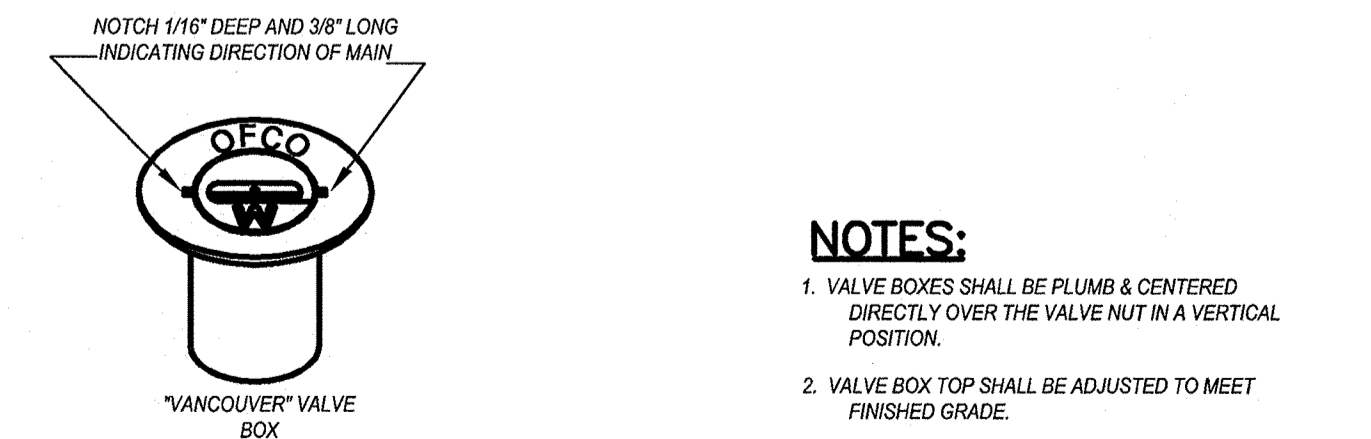 NOTCH 1/16" DEEP AND 3/8" LONG
INDICATING DIRECTION OF MAIN
OFCO
W
"VANCOUVER" VALVE
BOX
NOTES:
1. VALVE BOXES SHALL BE PLUMB & CENTERED
DIRECTLY OVER THE VALVE NUT IN A VERTICAL
POSITION.
2. VALVE BOX TOP SHALL BE ADJUSTED TO MEET
FINISHED GRADE.